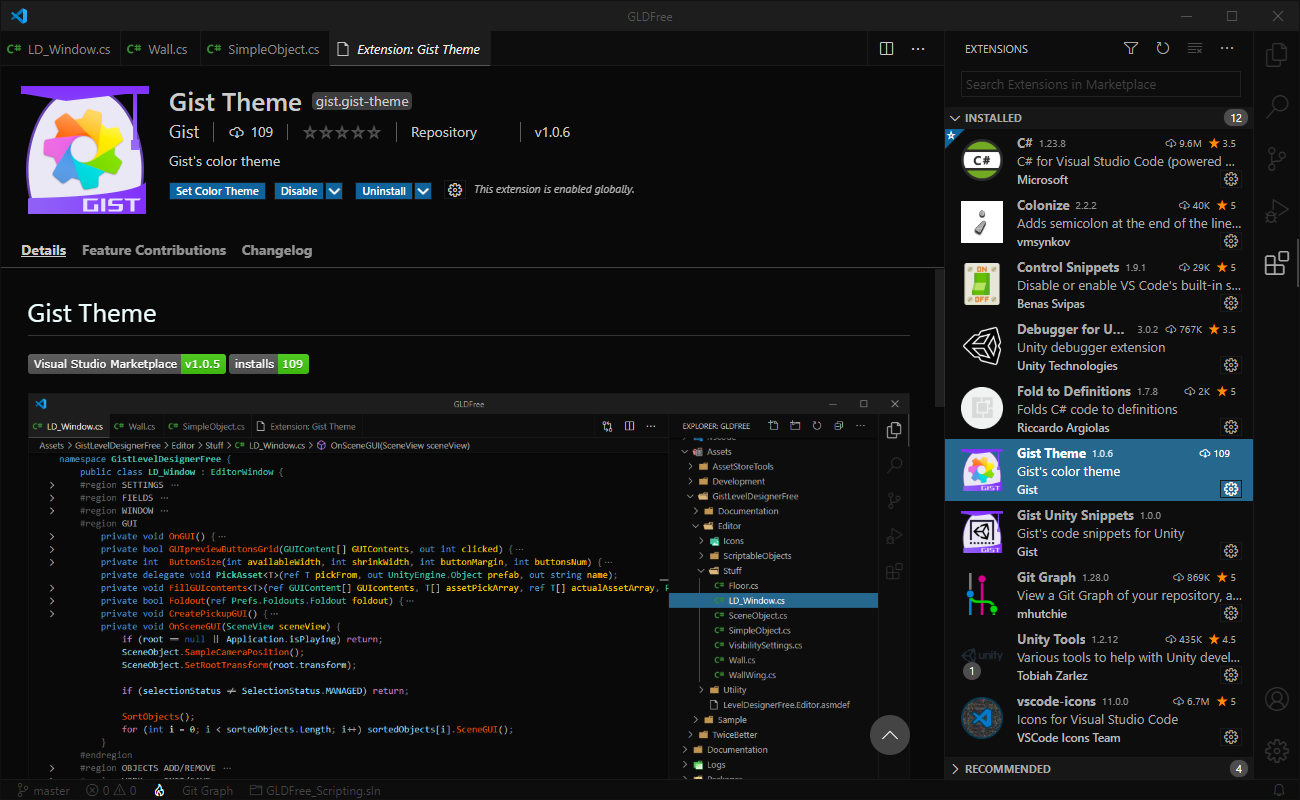 GLDFree
C# LD_Window.cs
C# Wall.cs
C# SimpleObject.cs
Extension: Gist Theme
GIST
Gist Theme
gist.gist-theme
Gist
109
Repository
v1.0.6
Gist's color theme
Set Color Theme
Disable
Uninstall
This extension is enabled globally.
Details
Feature Contributions
Changelog
Gist Theme
Visual Studio Marketplace v1.0.5
installs 109
GLDFree
C# LD_Window.cs
C# Wall.cs
C# SimpleObject.cs
Extension: Gist Theme
Assets > GistLevelDesignerFree > Editor > Stuff > C# LD_Window.cs > OnSceneGUI(SceneView sceneView)
namespace GistLevelDesignerFree {
public class LD_Window : EditorWindow {
#region SETTINGS ⋯
#region FIELDS ⋯
#region WINDOW ⋯
#region GUI
private void OnGUI() {⋯
private bool GUIpreviewButtonsGrid(GUIContent[] GUIContents, out int clicked) {⋯
private int ButtonSize(int availableWidth, int shrinkWidth, int buttonMargin, int buttonsNum) {⋯
private delegate void PickAsset<T>(ref T pickFrom, out UnityEngine.Object prefab, out string name);
private void FillGUIcontents<T>(ref GUIContent[] GUIContents, T[] assetPickArray, ref T[] actualAssetArray,
private bool Foldout(ref Prefs.Foldouts.Foldout foldout) {⋯
private void CreatePickupGUI() {⋯
private void OnSceneGUI(SceneView sceneView) {
if (root == null || Application.isPlaying) return;
SceneObject.SampleCameraPosition();
SceneObject.SetRootTransform(root.transform);
if (selectionStatus ≠ SelectionStatus.MANAGED) return;
SortObjects();
for (int i = 0; i < sortedObjects.Length; i++) sortedObjects[i].SceneGUI();
}
#endregion
#region OBJECTS ADD/REMOVE ⋯
EXPLORER: GLDFREE
Assets
AssetStoreTools
Development
GistLevelDesignerFree
Documentation
Editor
Icons
ScriptableObjects
Stuff
C# Floor.cs
C# LD_Window.cs
C# SceneObject.cs
C# SimpleObject.cs
C# VisibilitySettings.cs
C# Wall.cs
C# WallWing.cs
Utility
LevelDesignerFree.Editor.asmdef
Sample
TwiceBetter
Documentation
Logs
EXTENSIONS
Search Extensions in Marketplace
INSTALLED 12
C#
C# 1.23.8 9.6M 3.5
C# for Visual Studio Code (powered ...
Microsoft
Colonize 2.2.2 40K 5
Adds semicolon at the end of the line...
vmsynkov
ON
OFF
Control Snippets 1.9.1 29K 5
Disable or enable VS Code's built-in s...
Benas Svipas
Debugger for U... 3.0.2 767K 3.5
Unity debugger extension
Unity Technologies
Fold to Definitions 1.7.8 2K 5
Folds C# code to definitions
Riccardo Argiolas
GIST
Gist Theme 1.0.6 109
Gist's color theme
Gist
GIST
Gist Unity Snippets 1.0.0
Gist's code snippets for Unity
Gist
Git Graph 1.28.0 869K 5
View a Git Graph of your repository, a...
mhutchie
unity
1
Unity Tools 1.2.12 435K 4.5
Various tools to help with Unity devel...
Tobiah Zarlez
vscode-icons 11.0.0 6.7M 5
Icons for Visual Studio Code
VSCode Icons Team
RECOMMENDED 4
master
0 0
Git Graph
GLDFree_Scripting.sln